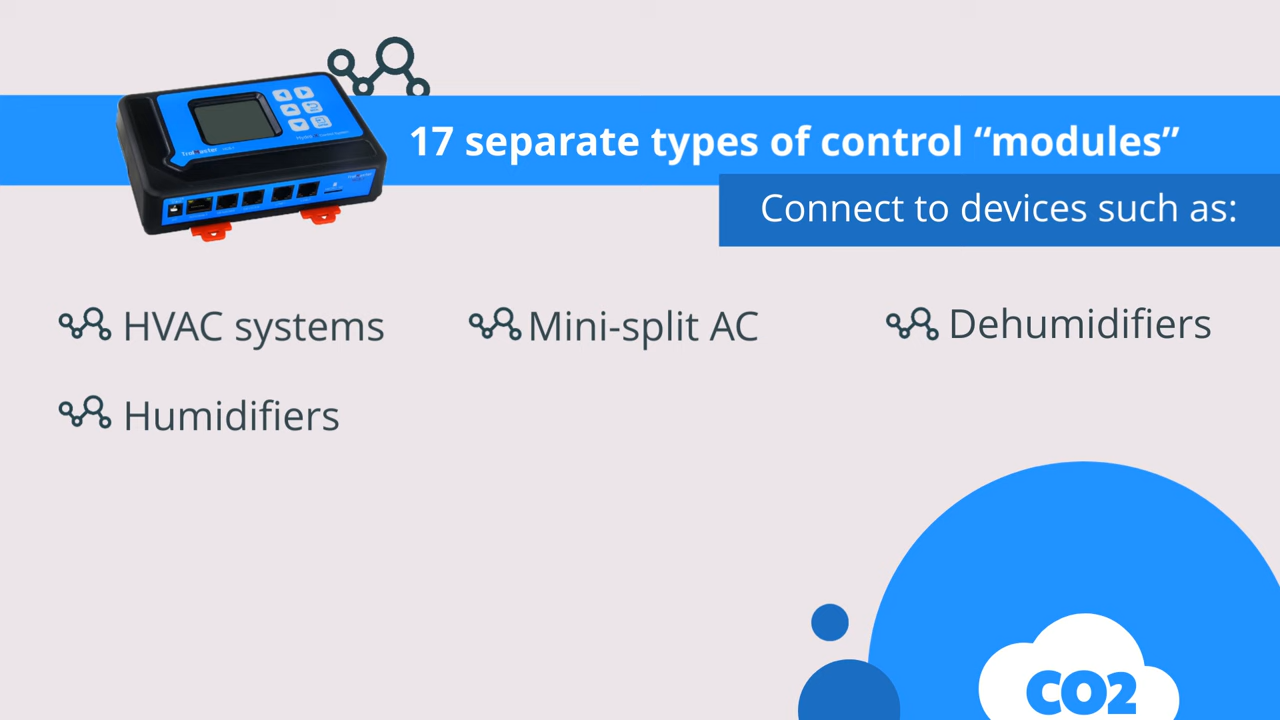 17 separate types of control “modules”
Connect to devices such as:
HVAC systems
Mini-split AC
Dehumidifiers
Humidifiers
CO2